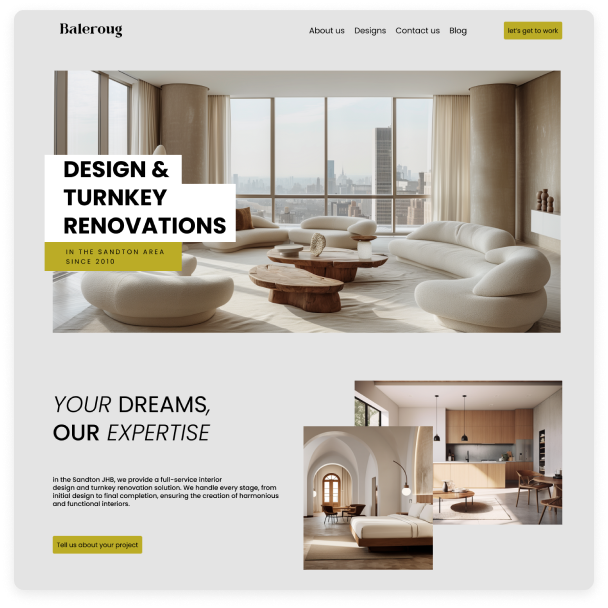 Baleroug
About us Designs Contact us Blog
let's get to work
DESIGN &
TURNKEY
RENOVATIONS
IN THE SANDTON AREA
SINCE 2010
YOUR DREAMS,
OUR EXPERTISE
In the Sandton JHB, we provide a full-service interior
design and turnkey renovation solution. We handle every stage, from
initial design to final completion, ensuring the creation of harmonious
and functional interiors.
Tell us about your project